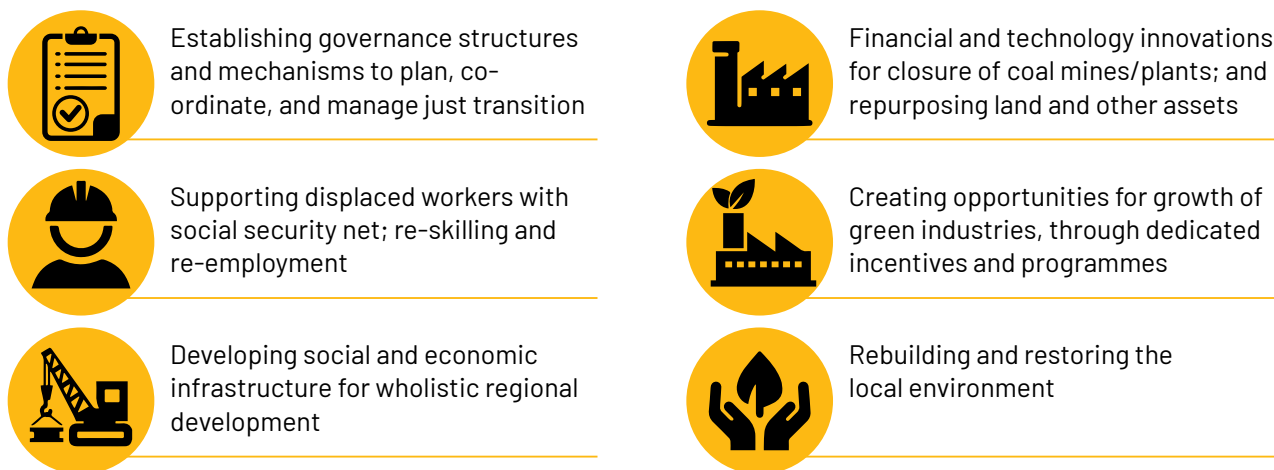 Establishing governance structures
and mechanisms to plan, co-
ordinate, and manage just transition
Supporting displaced workers with
social security net; re-skilling and
re-employment
Developing social and economic
infrastructure for wholistic regional
development
Financial and technology innovations
for closure of coal mines/plants; and
repurposing land and other assets
Creating opportunities for growth of
green industries, through dedicated
incentives and programmes
Rebuilding and restoring the
local environment